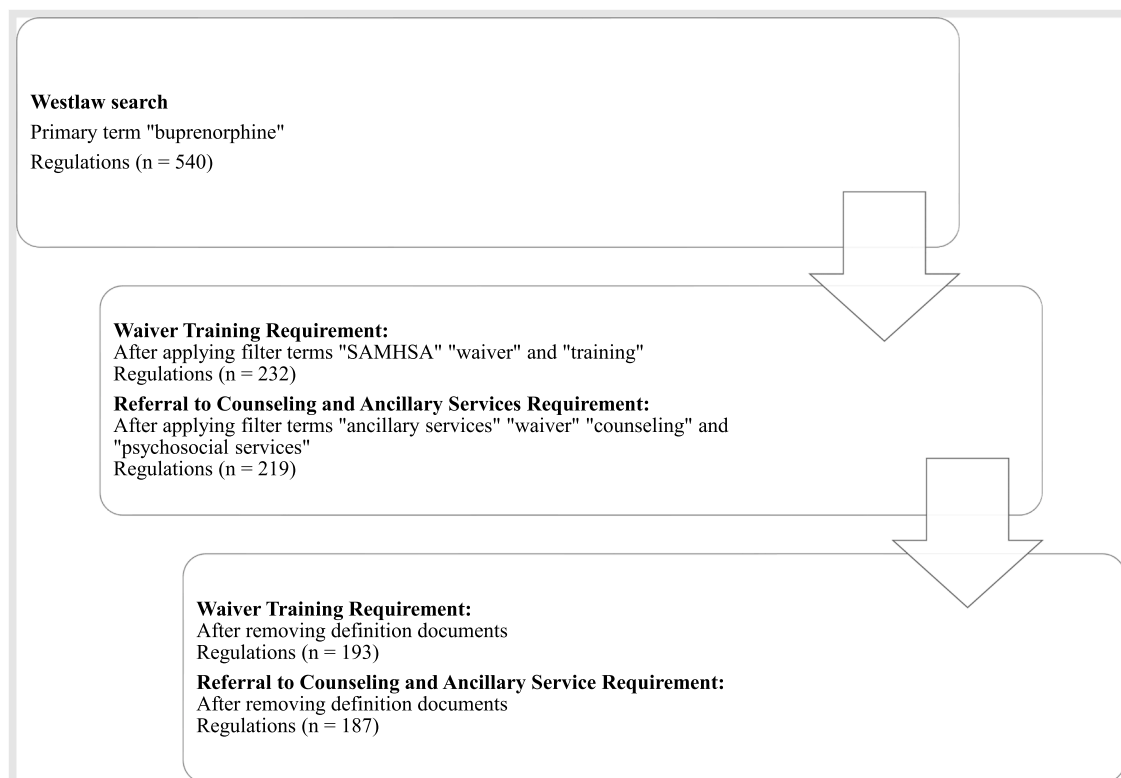 Westlaw search
Primary term "buprenorphine"
Regulations (n = 540)
Waiver Training Requirement:
After applying filter terms "SAMHSA" "waiver" and "training"
Regulations (n = 232)
Referral to Counseling and Ancillary Services Requirement:
After applying filter terms "ancillary services" "waiver" "counseling" and
"psychosocial services"
Regulations (n = 219)
Waiver Training Requirement:
After removing definition documents
Regulations (n = 193)
Referral to Counseling and Ancillary Service Requirement:
After removing definition documents
Regulations (n = 187)